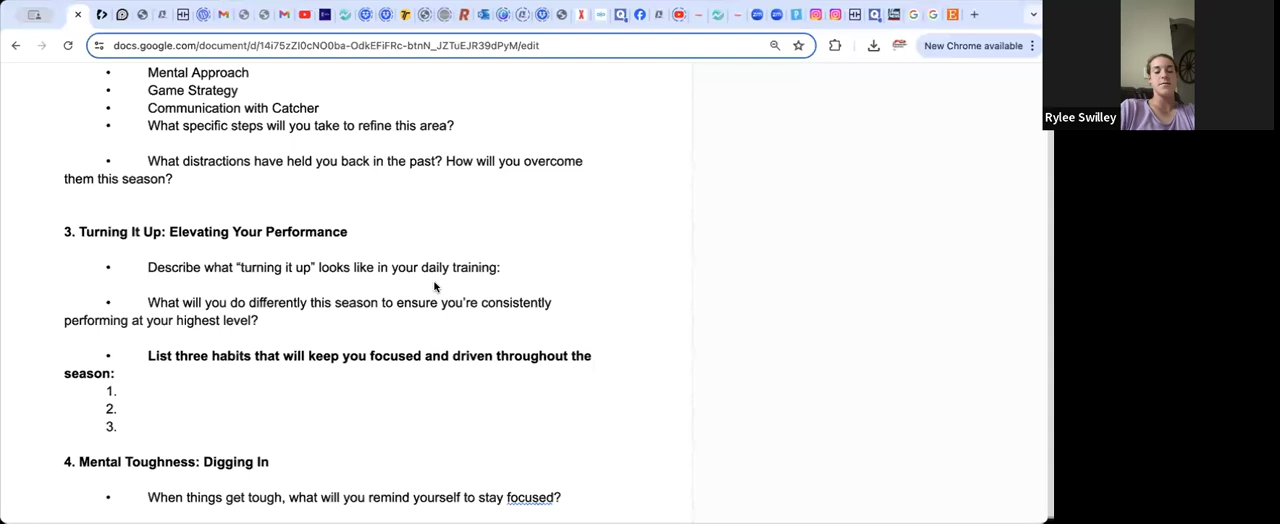 docs.google.com/document/d/14i75zZI0cNO0ba-OdkEFiFRc-btnN_JZTuEJR39dPyM/edit
New Chrome available
Rylee Swilley
• Mental Approach
• Game Strategy
• Communication with Catcher
• What specific steps will you take to refine this area?
• What distractions have held you back in the past? How will you overcome
them this season?
3. Turning It Up: Elevating Your Performance
• Describe what “turning it up” looks like in your daily training:
• What will you do differently this season to ensure you’re consistently
performing at your highest level?
• List three habits that will keep you focused and driven throughout the
season:
1.
2.
3.
4. Mental Toughness: Digging In
• When things get tough, what will you remind yourself to stay focused?